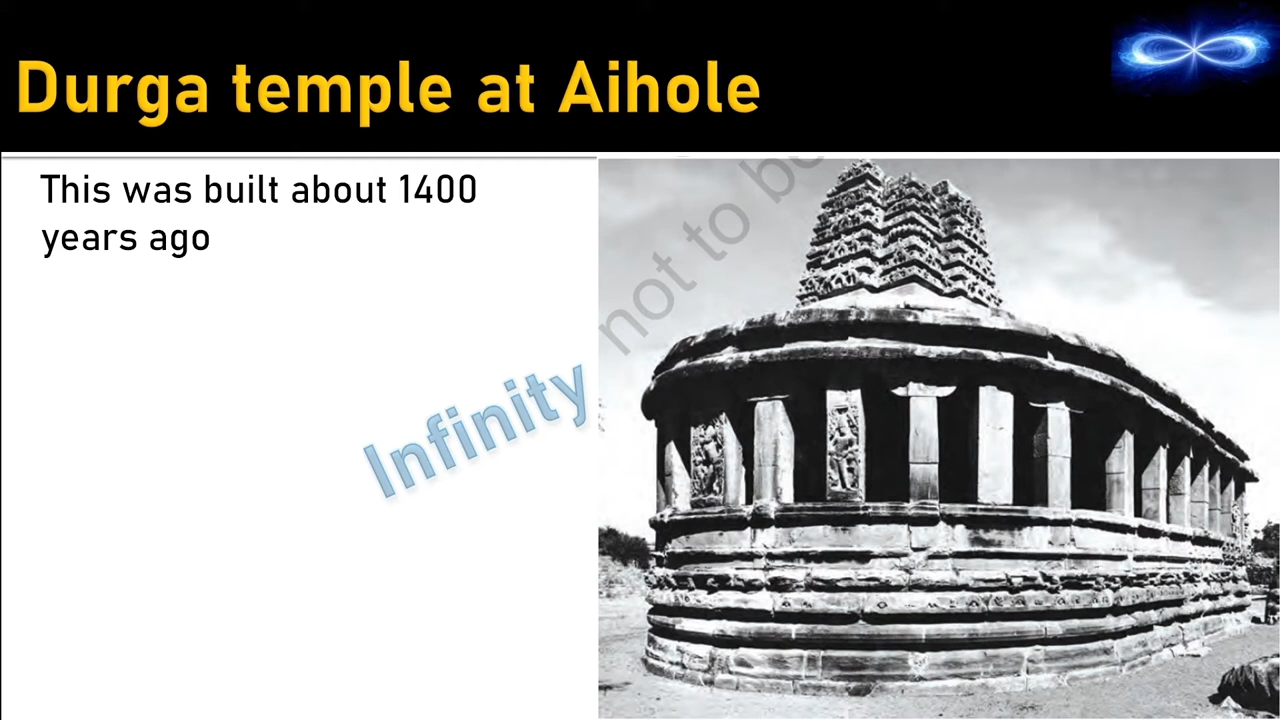 Durga temple at Aihole
This was built about 1400
years ago
Infinity
not to be